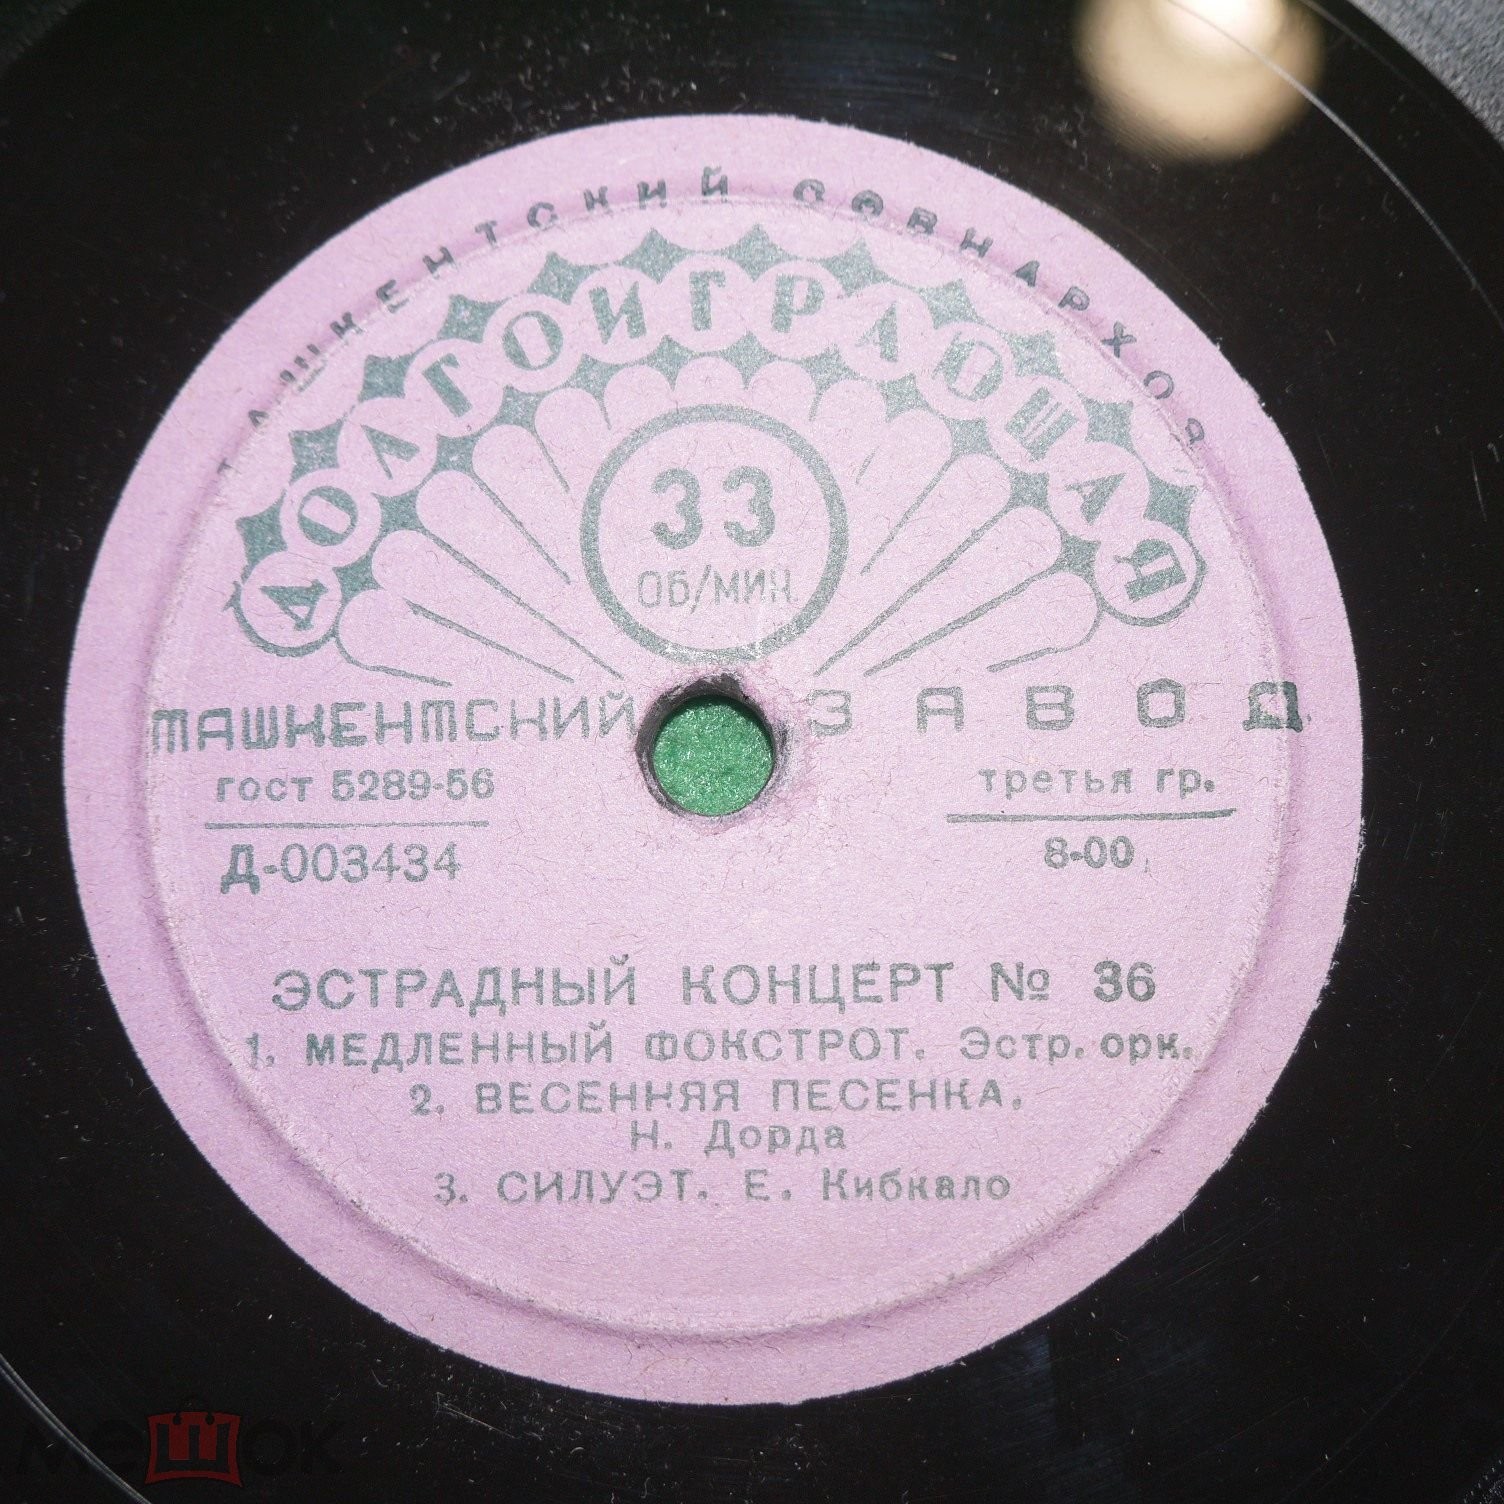 ТАШКЕНТСКИЙ СОВНАРХОЗ
ДОЛГОИГРАЮЩАЯ
33
ОБ/МИН.
ТАШКЕНТСКИЙ ЗАВОД
гост 5289-56
третья гр.
Д-003434
8-00
ЭСТРАДНЫЙ КОНЦЕРТ № 36
1. МЕДЛЕННЫЙ ФОКСТРОТ. Эстр. орк.
2. ВЕСЕННЯЯ ПЕСЕНКА.
Н. Дорда
3. СИЛУЭТ. Е. Кибкало
мешок